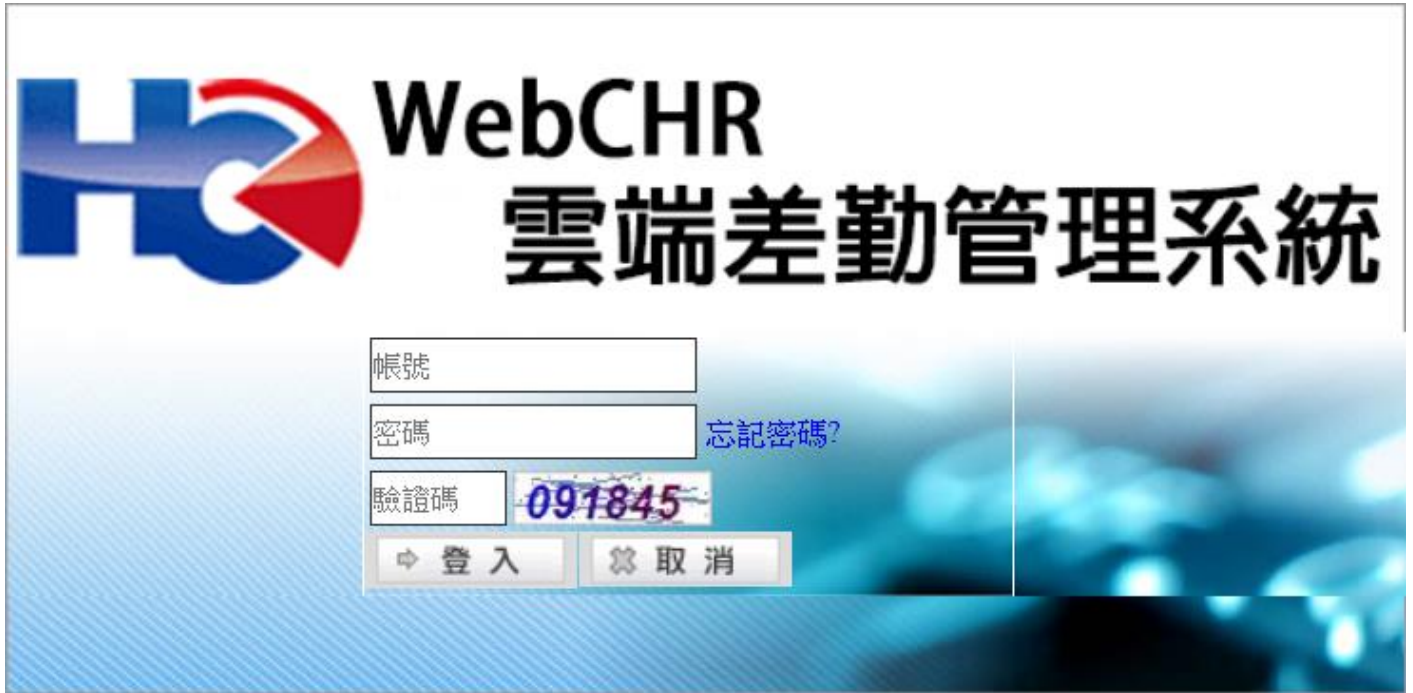 HC
WebCHR
雲端差勤管理系統
帳號
密碼 忘記密碼?
驗證碼 091845
登入 取消